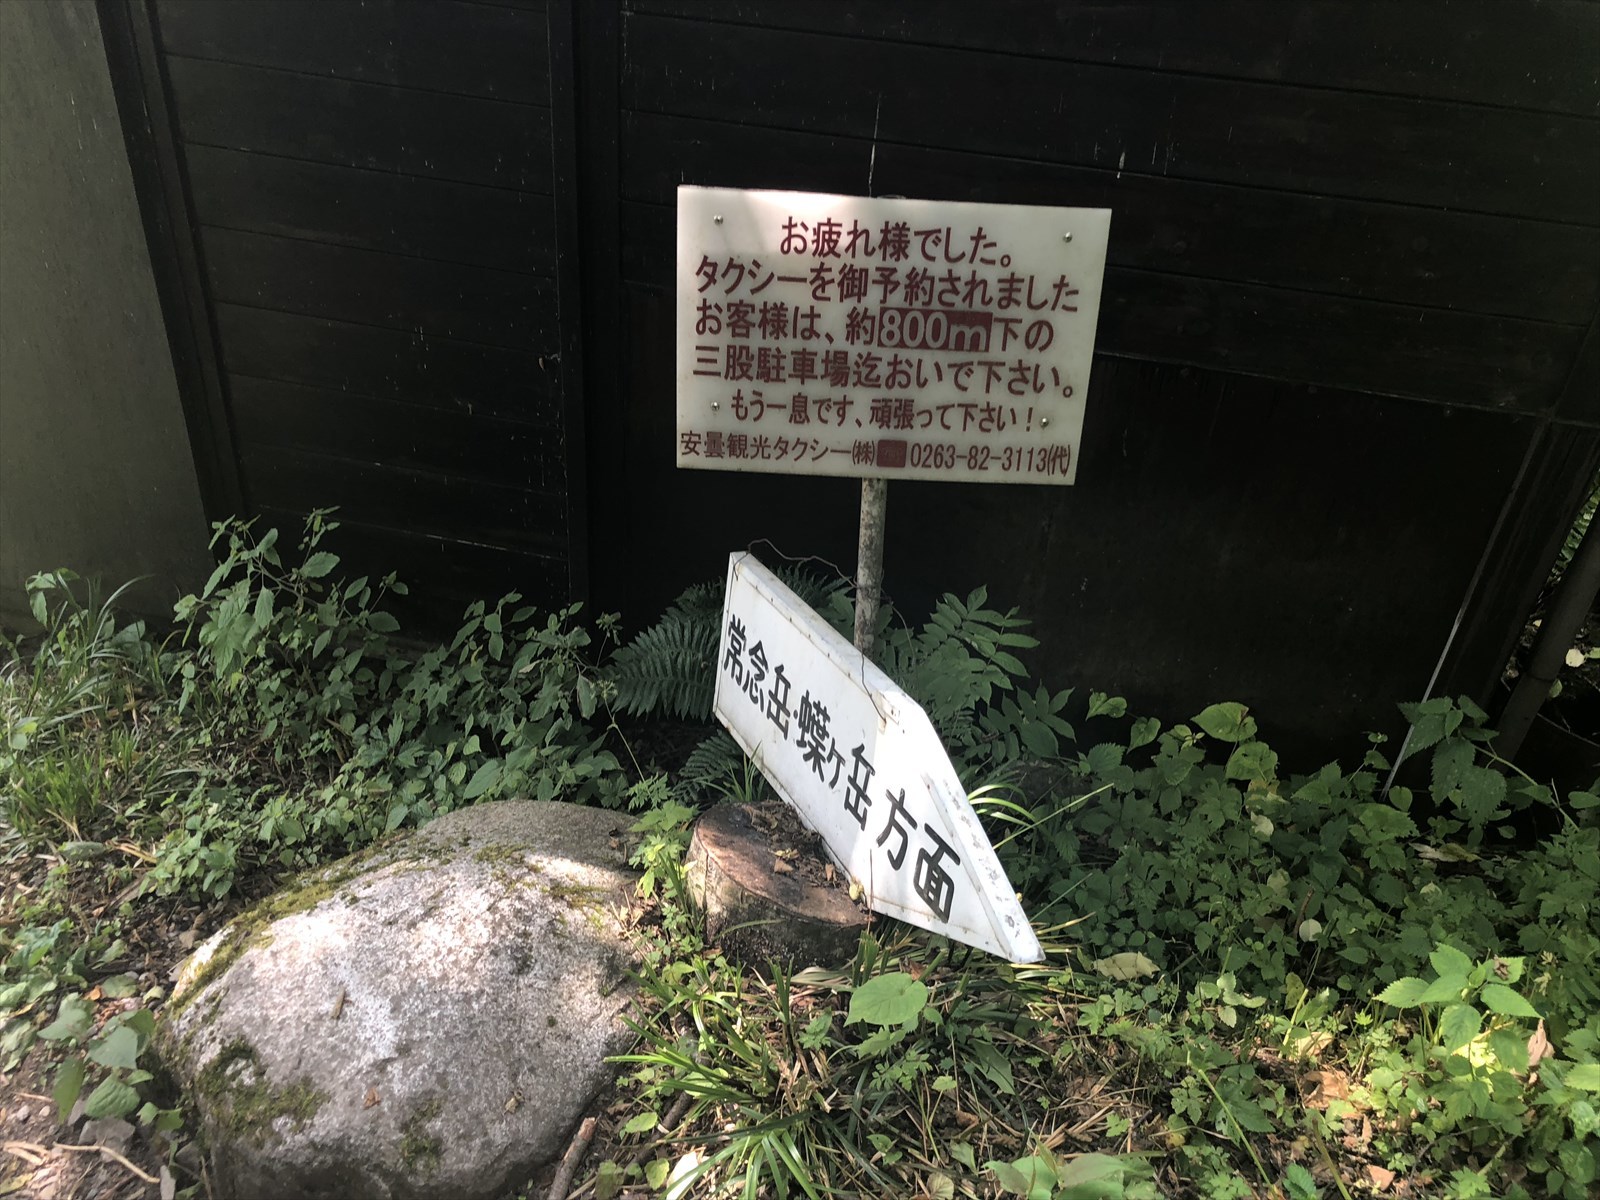 お疲れ様でした。
タクシーを御予約されました
お客様は、約800m下の
三股駐車場迄おいで下さい。
もう一息です、頑張って下さい！
安曇観光タクシー㈱☎0263-82-3113㈹
常念岳・蝶ヶ岳方面